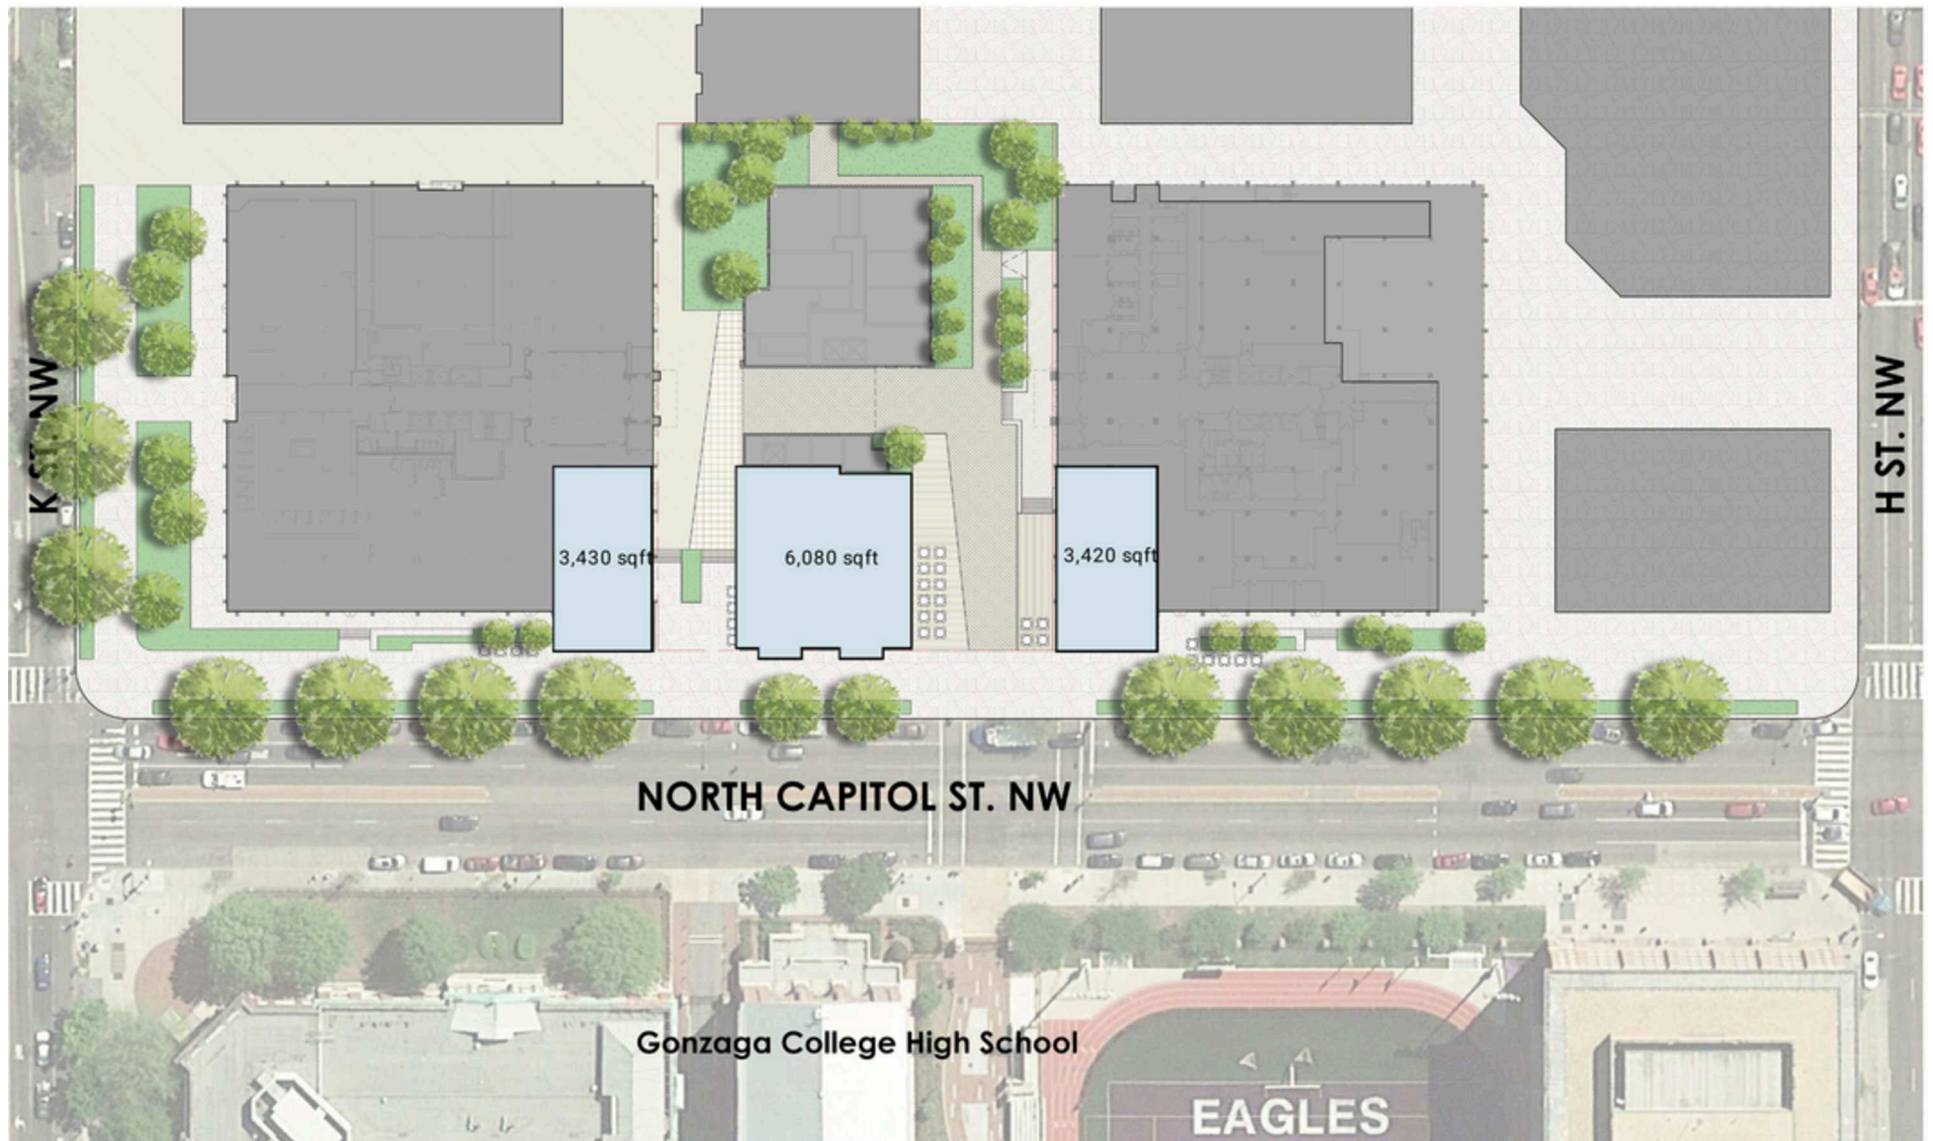 K ST. NW
H ST. NW
3,430 sqft
6,080 sqft
3,420 sqft
NORTH CAPITOL ST. NW
Gonzaga College High School
EAGLES